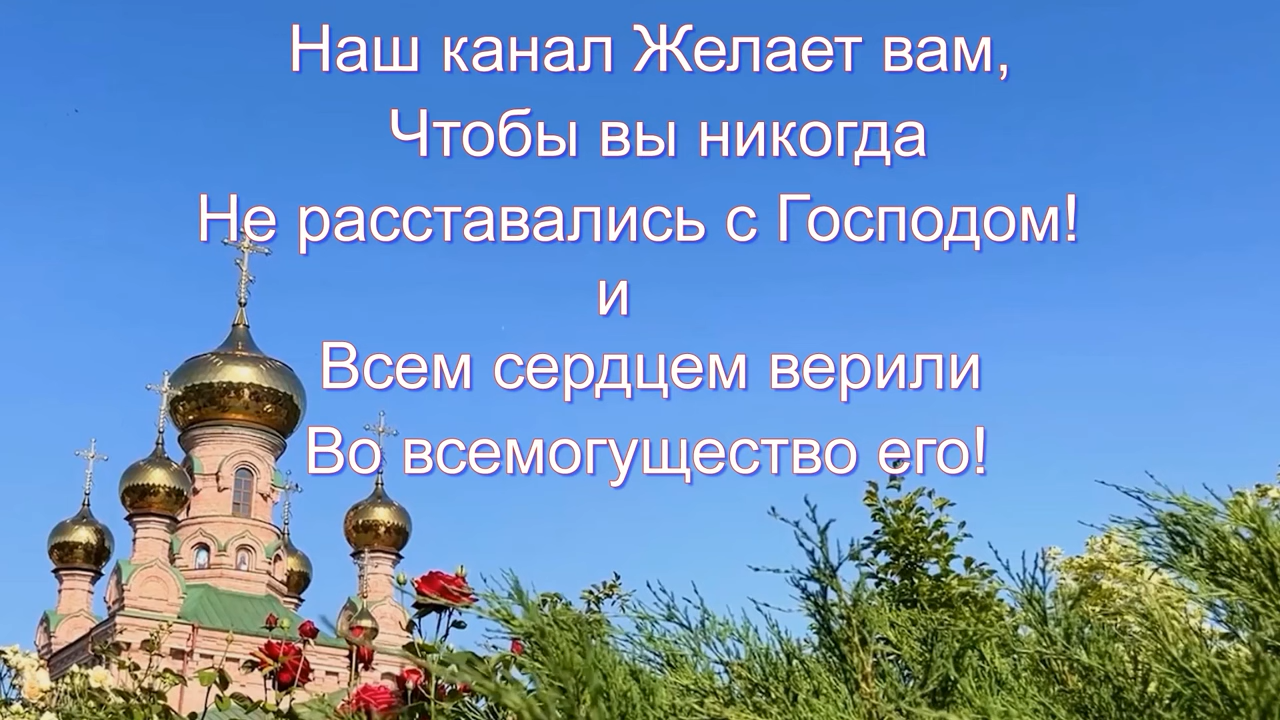 Наш канал Желает вам,
Чтобы вы никогда
Не расставались с Господом!
и
Всем сердцем верили
Во всемогущество его!